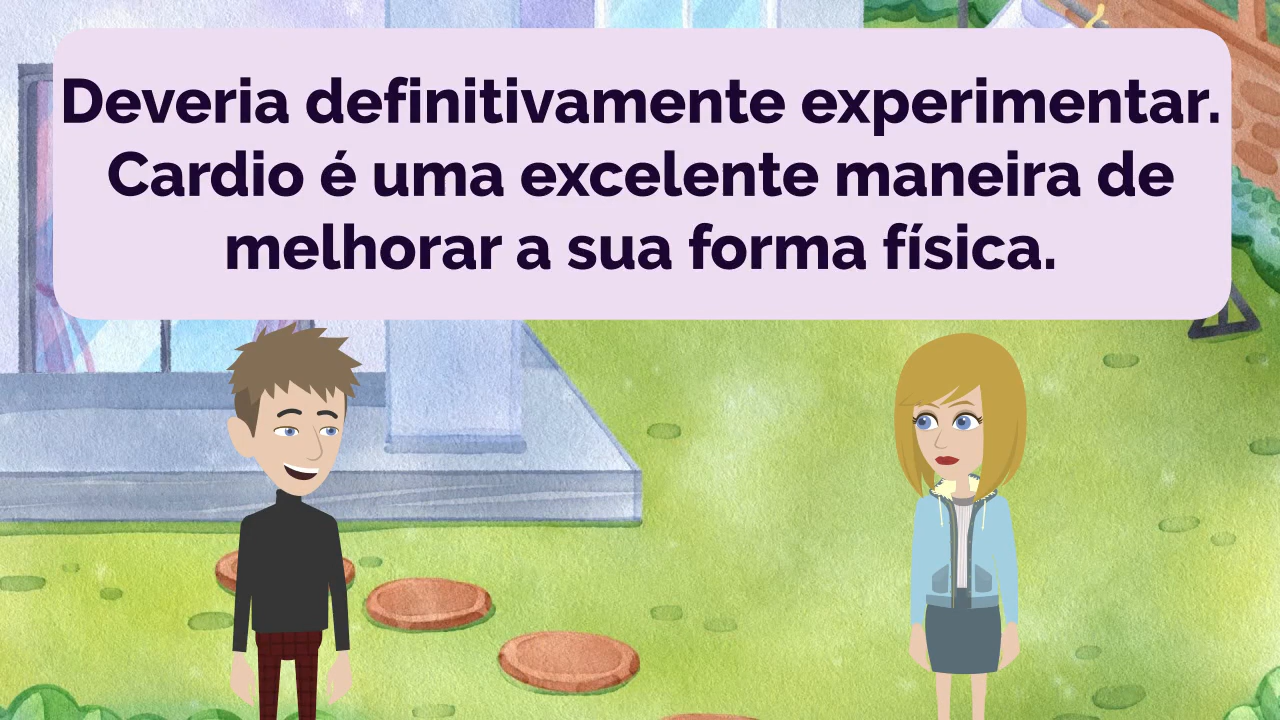 Deveria definitivamente experimentar.
Cardio é uma excelente maneira de
melhorar a sua forma física.